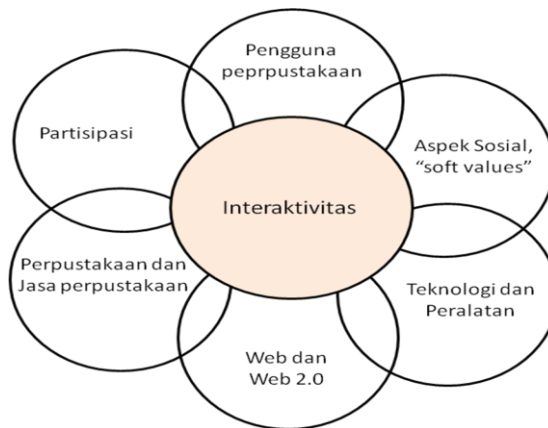 Pengguna
peprpustakaan
Partisipasi
Aspek Sosial,
“soft values”
Interaktivitas
Perpustakaan dan
Jasa perpustakaan
Teknologi dan
Peralatan
Web dan
Web 2.0